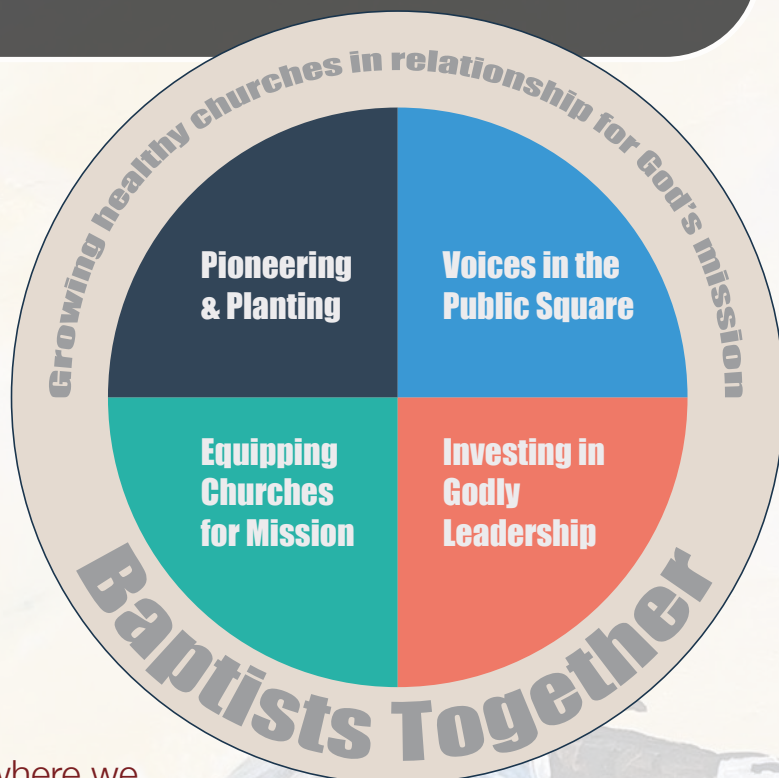 Growing healthy churches in relationship for God's mission
Pioneering
& Planting
Voices in the
Public Square
Equipping
Churches
for Mission
Investing in
Godly
Leadership
Baptists Together
where we